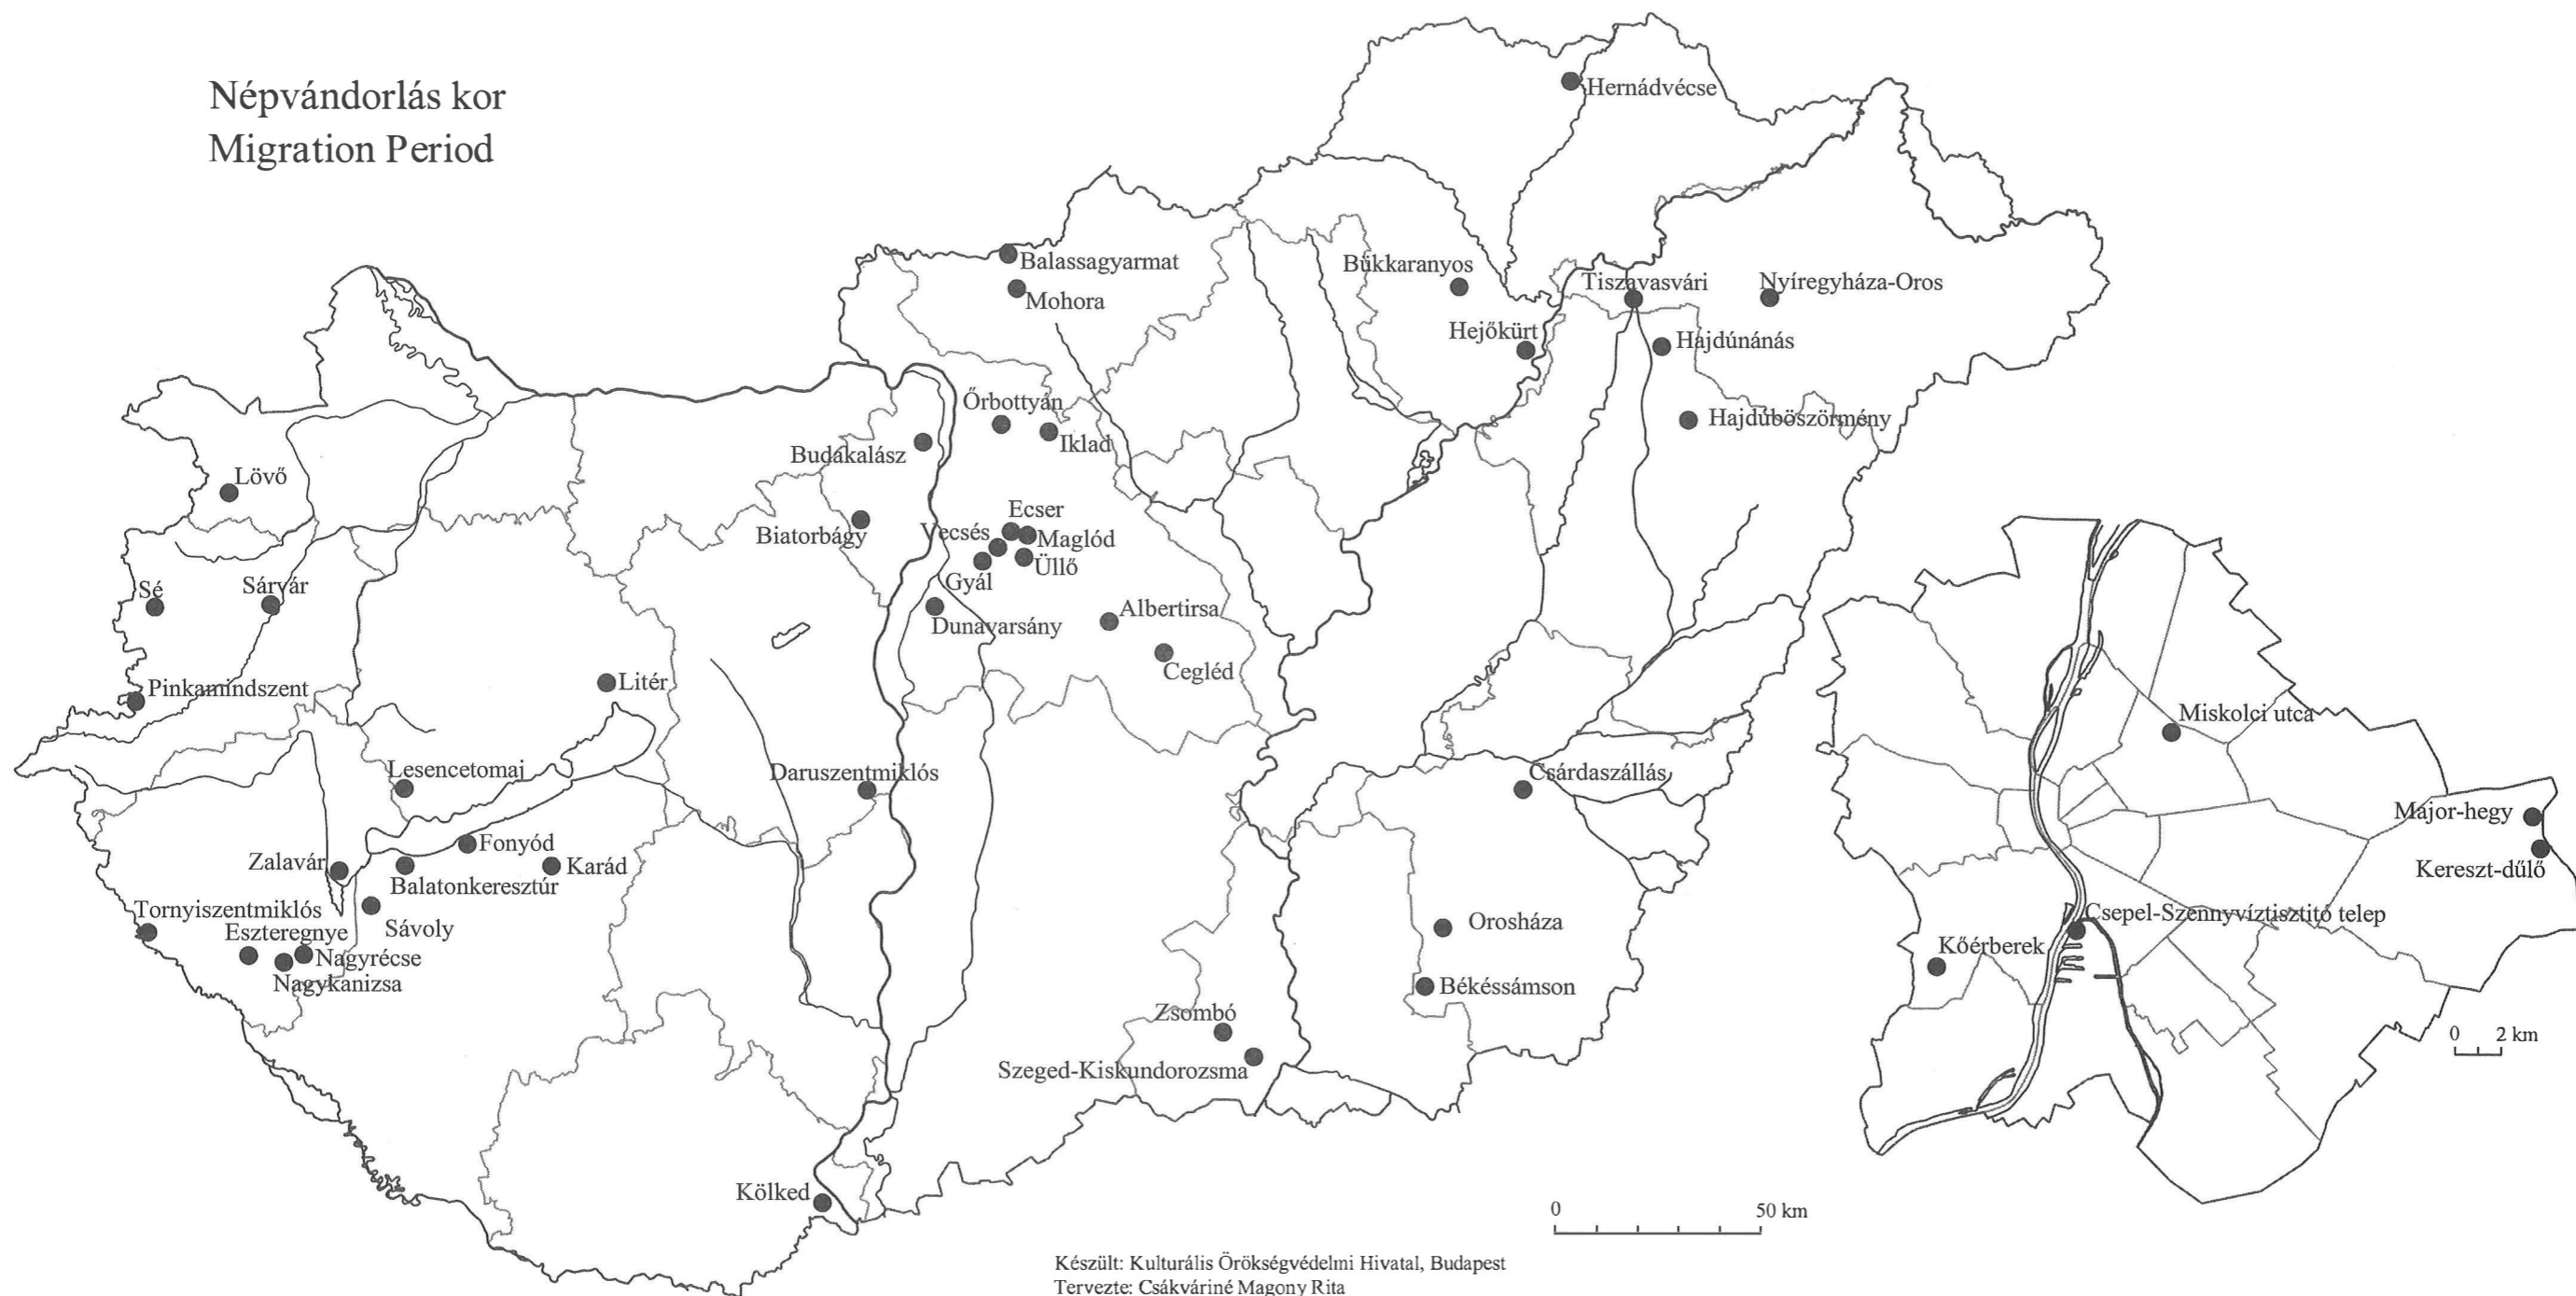 Népvándorlás kor
Migration Period
Hernádvécse
Balassagyarmat
Mohora
Bükkaranyos
Tiszavasvári
Nyíregyháza-Oros
Hejőkürt
Hajdúnánás
Őrbottyán
Iklad
Hajdúböszörmény
Budakalász
Lövő
Biatorbágy
Ecser
Vecsés
Maglód
Üllő
Gyál
Sé
Sárvár
Dunavarsány
Albertirsa
Cegléd
Pinkamindszent
Litér
Lesencetomaj
Daruszentmiklós
Csárdaszállás
Miskolci utca
Major-hegy
Kereszt-dűlő
Zalavár
Fonyód
Karád
Balatonkeresztúr
Tornyiszentmiklós
Eszteregnye
Sávoly
Nagyrécse
Nagykanizsa
Orosháza
Békéssámson
Csepel-Szennyvíztisztitó telep
Kőérberek
Zsombó
Szeged-Kiskundorozsma
0 2 km
Kölked
0 50 km
Készült: Kulturális Örökségvédelmi Hivatal, Budapest
Tervezte: Csákváriné Magony Rita